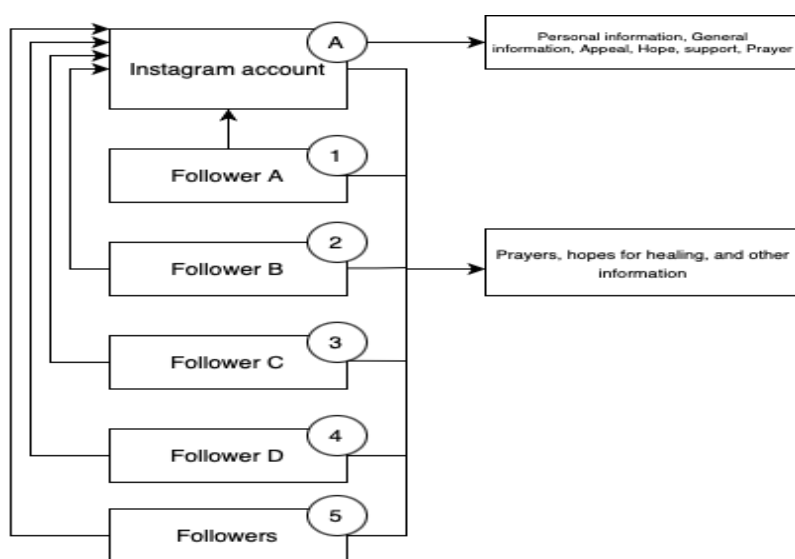 A
Instagram account
Personal information, General
information, Appeal, Hope, support, Prayer
1
Follower A
2
Follower B
Prayers, hopes for healing, and other
information
3
Follower C
4
Follower D
5
Followers